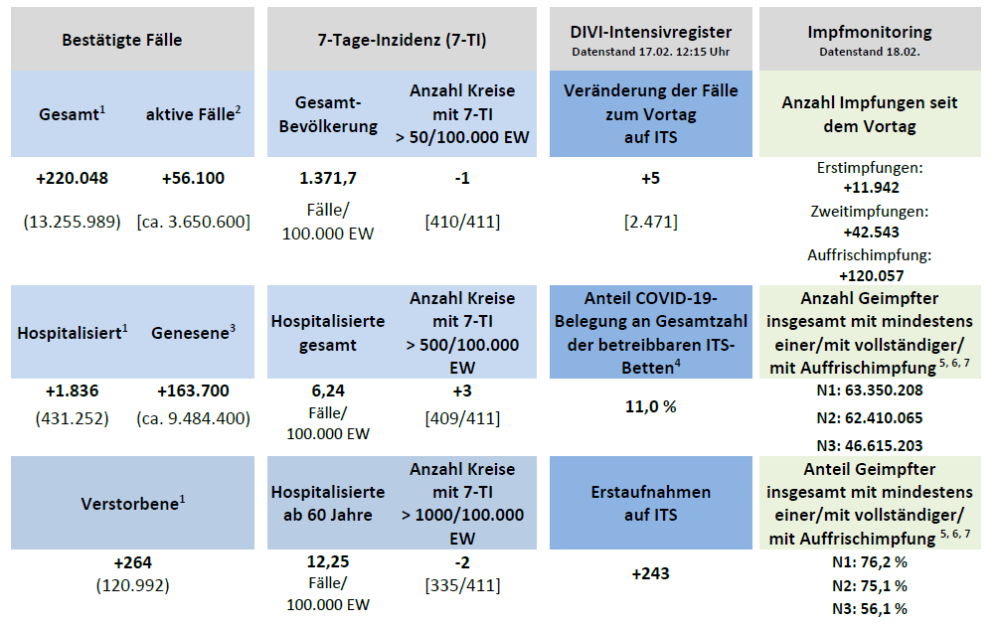 Bestätigte Fälle
7-Tage-Inzidenz (7-TI)
DIVI-Intensivregister
Datenstand 17.02. 12:15 Uhr
Impfmonitoring
Datenstand 18.02.
Gesamt¹
aktive Fälle²
Gesamt-
Bevölkerung
Anzahl Kreise
mit 7-TI
> 50/100.000 EW
Veränderung der Fälle
zum Vortag
auf ITS
Anzahl Impfungen seit
dem Vortag
+220.048
(13.255.989)
+56.100
[ca. 3.650.600]
1.371,7
Fälle/
100.000 EW
-1
[410/411]
+5
[2.471]
Erstimpfungen:
+11.942
Zweitimpfungen:
+42.543
Auffrischimpfung:
+120.057
Hospitalisiert¹
Genesene³
Hospitalisierte
gesamt
Anzahl Kreise
mit 7-TI
> 500/100.000
EW
Anteil COVID-19-
Belegung an Gesamtzahl
der betreibbaren ITS-
Betten⁴
Anzahl Geimpfter
insgesamt mit mindestens
einer/mit vollständiger/
mit Auffrischimpfung ⁵, ⁶, ⁷
+1.836
(431.252)
+163.700
(ca. 9.484.400)
6,24
Fälle/
100.000 EW
+3
[409/411]
11,0 %
N1: 63.350.208
N2: 62.410.065
N3: 46.615.203
Verstorbene¹
Hospitalisierte
ab 60 Jahre
Anzahl Kreise
mit 7-TI
> 1000/100.000
EW
Erstaufnahmen
auf ITS
Anteil Geimpfter
insgesamt mit mindestens
einer/mit vollständiger/
mit Auffrischimpfung ⁵, ⁶, ⁷
+264
(120.992)
12,25
Fälle/
100.000 EW
-2
[335/411]
+243
N1: 76,2 %
N2: 75,1 %
N3: 56,1 %